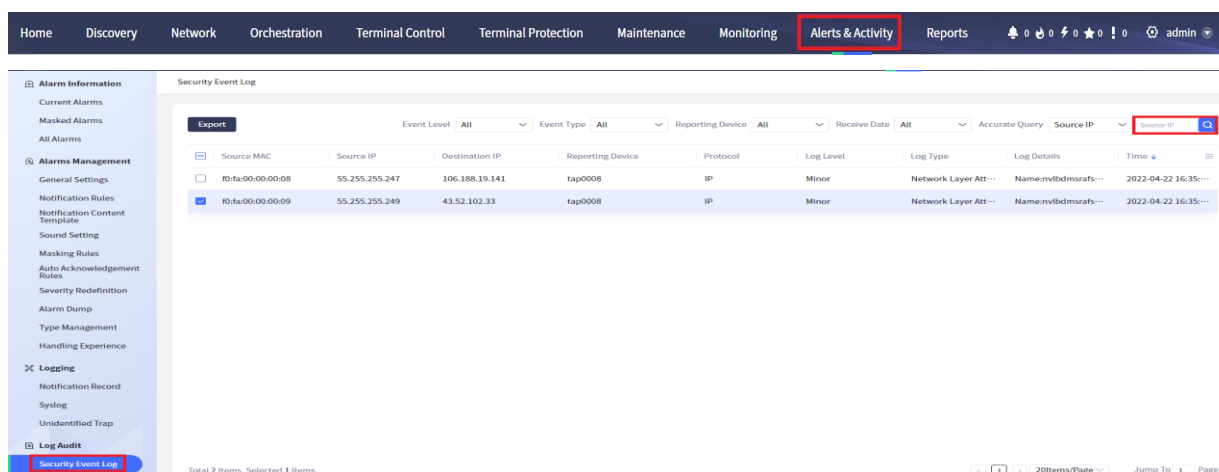 Home Discovery Network Orchestration Terminal Control Terminal Protection Maintenance Monitoring Alerts & Activity Reports 0 0 0 0 0 admin
Alarm Information
Current Alarms
Masked Alarms
All Alarms
Alarms Management
General Settings
Notification Rules
Notification Content
Template
Sound Setting
Masking Rules
Auto Acknowledgement
Rules
Severity Redefinition
Alarm Dump
Type Management
Handling Experience
Logging
Notification Record
Syslog
Unidentified Trap
Log Audit
Security Event Log
Security Event Log
Export Event Level All Event Type All Reporting Device All Receive Date All Accurate Query Source IP Source IP
Source MAC Source IP Destination IP Reporting Device Protocol Log Level Log Type Log Details Time
f0:fa:00:00:00:08 55.255.255.247 106.188.19.141 tap0008 IP Minor Network Layer Att··· Name:nvlbdmsrafs··· 2022-04-22 16:35:···
f0:fa:00:00:00:09 55.255.255.249 43.52.102.33 tap0008 IP Minor Network Layer Att··· Name:nvlbdmsrafs··· 2022-04-22 16:35:···
Total 2 Items, Selected 1 Items. 1 20Items/Page Jump To 1 Page